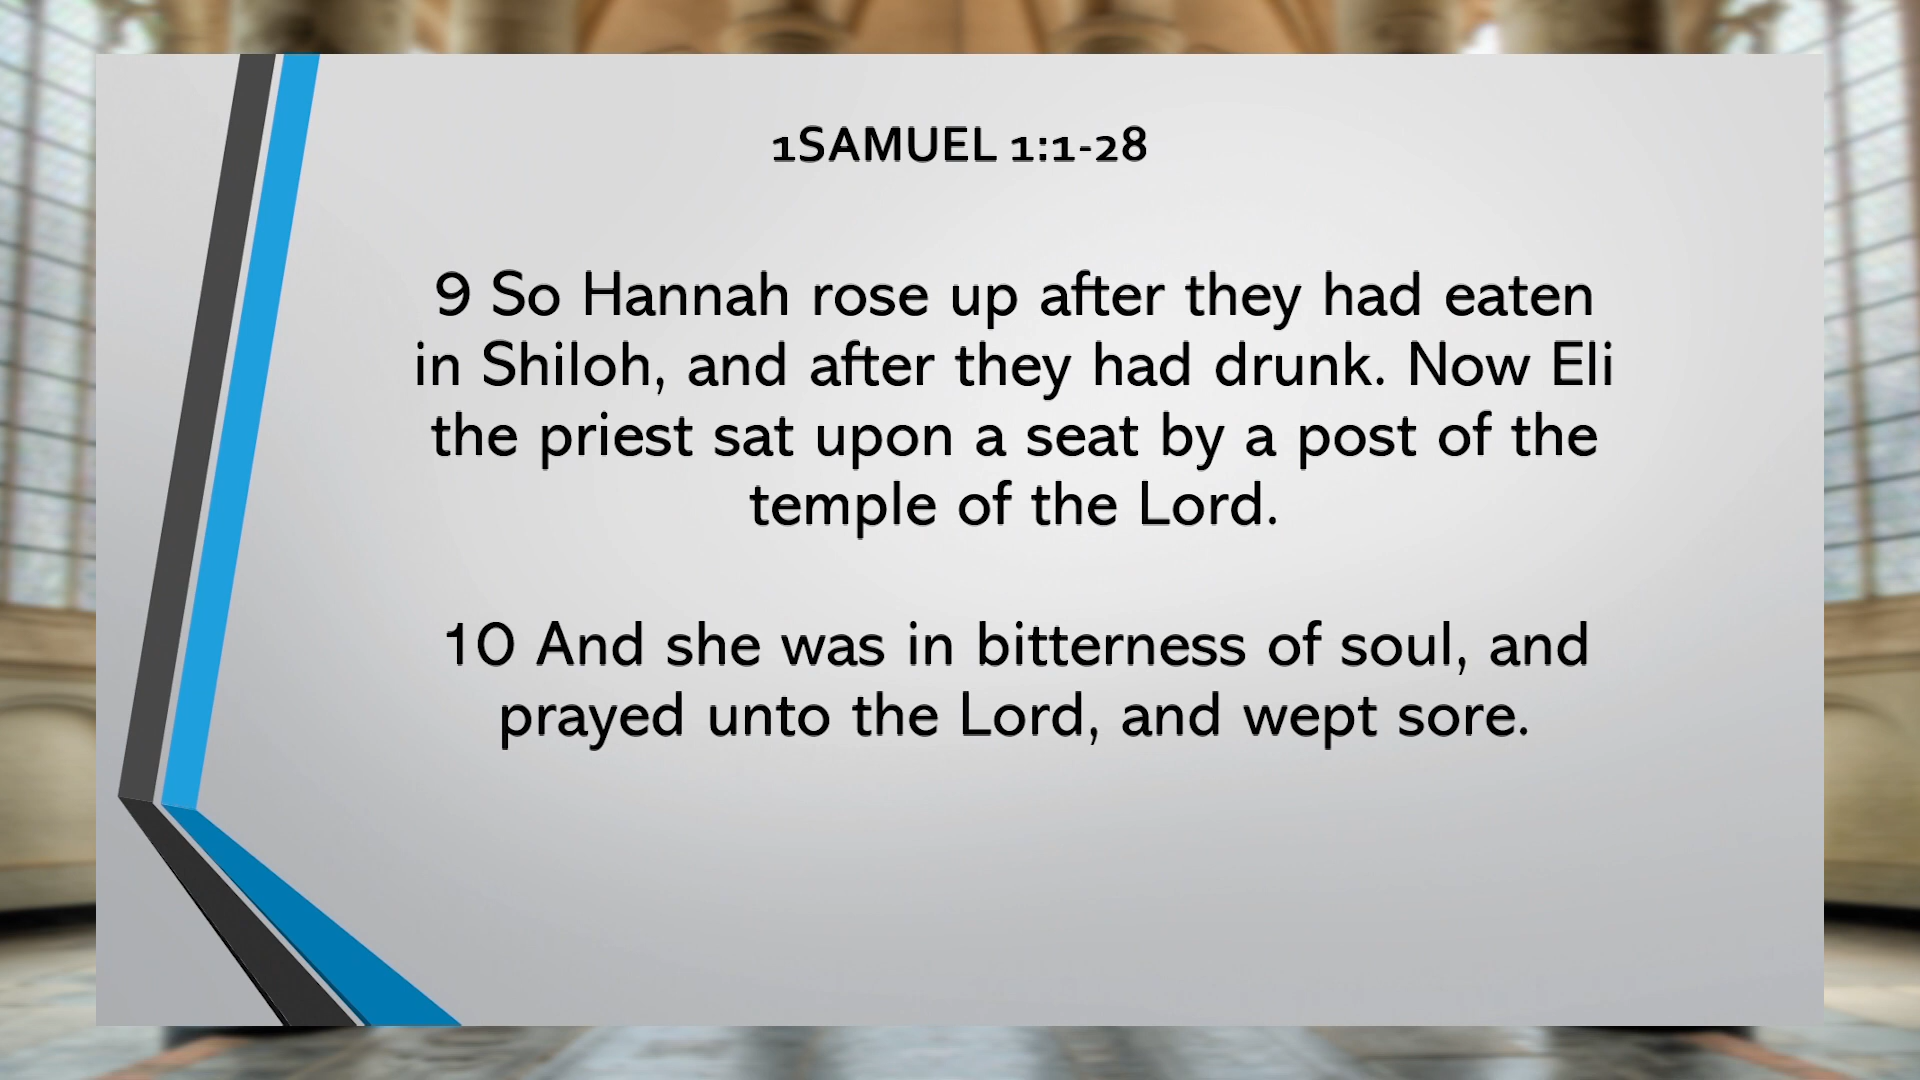 1SAMUEL 1:1-28
9 So Hannah rose up after they had eaten
in Shiloh, and after they had drunk. Now Eli
the priest sat upon a seat by a post of the
temple of the Lord.
10 And she was in bitterness of soul, and
prayed unto the Lord, and wept sore.